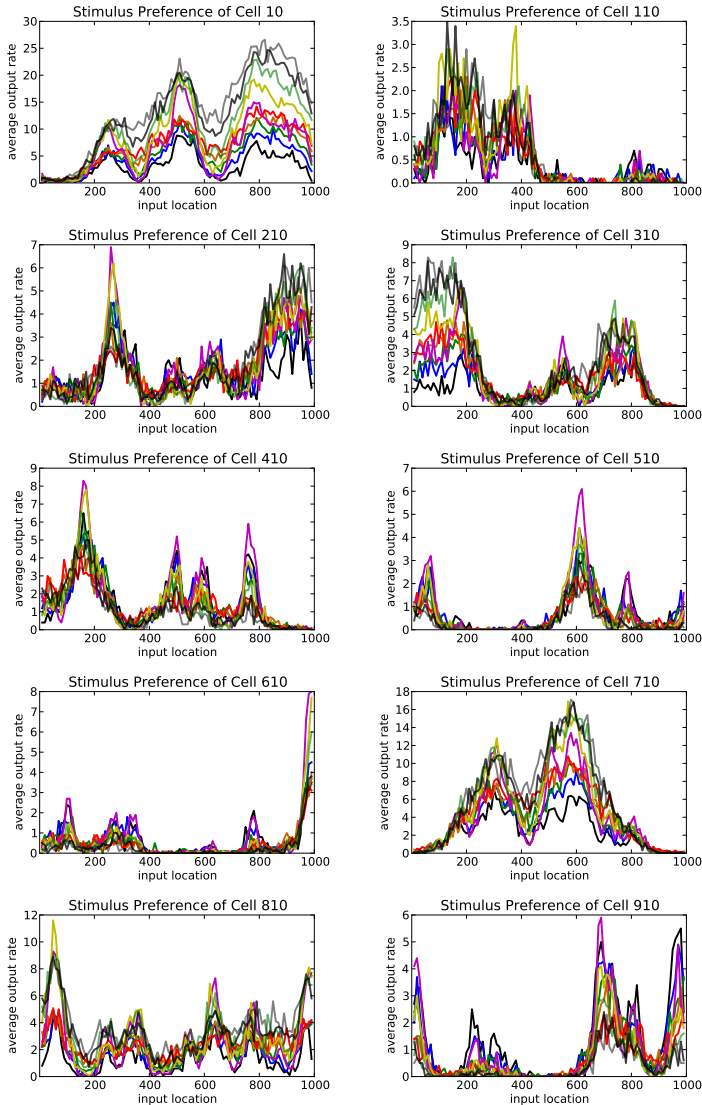 Stimulus Preference of Cell 10
average output rate
30
25
20
15
10
5
0
200 400 600 800 1000
input location
Stimulus Preference of Cell 110
average output rate
3.5
3.0
2.5
2.0
1.5
1.0
0.5
0.0
200 400 600 800 1000
input location
Stimulus Preference of Cell 210
average output rate
7
6
5
4
3
2
1
0
200 400 600 800 1000
input location
Stimulus Preference of Cell 310
average output rate
9
8
7
6
5
4
3
2
1
0
200 400 600 800 1000
input location
Stimulus Preference of Cell 410
average output rate
9
8
7
6
5
4
3
2
1
0
200 400 600 800 1000
input location
Stimulus Preference of Cell 510
average output rate
7
6
5
4
3
2
1
0
200 400 600 800 1000
input location
Stimulus Preference of Cell 610
average output rate
8
7
6
5
4
3
2
1
0
200 400 600 800 1000
input location
Stimulus Preference of Cell 710
average output rate
18
16
14
12
10
8
6
4
2
0
200 400 600 800 1000
input location
Stimulus Preference of Cell 810
average output rate
12
10
8
6
4
2
0
200 400 600 800 1000
input location
Stimulus Preference of Cell 910
average output rate
6
5
4
3
2
1
0
200 400 600 800 1000
input location